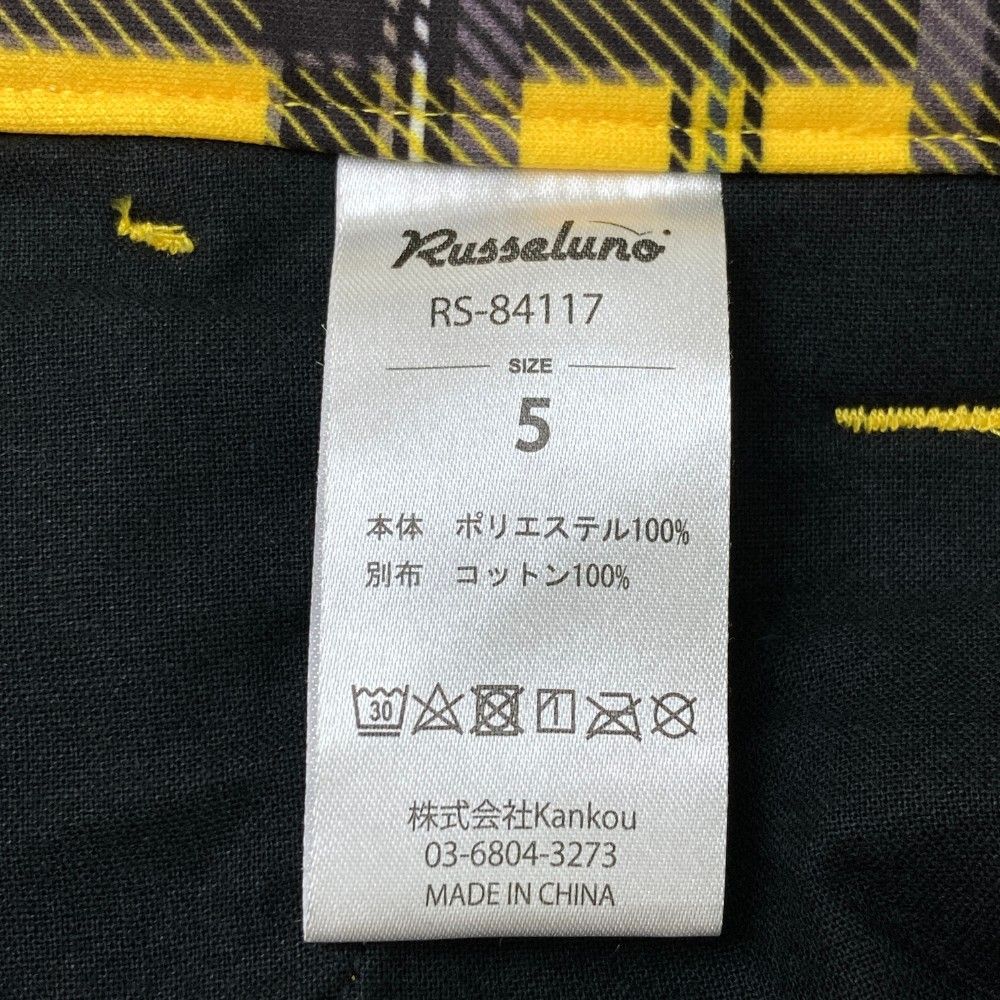 Russeluno
RS-84117
SIZE
5
本体 ポリエステル100%
別布 コットン100%
30
1
株式会社Kankou
03-6804-3273
MADE IN CHINA